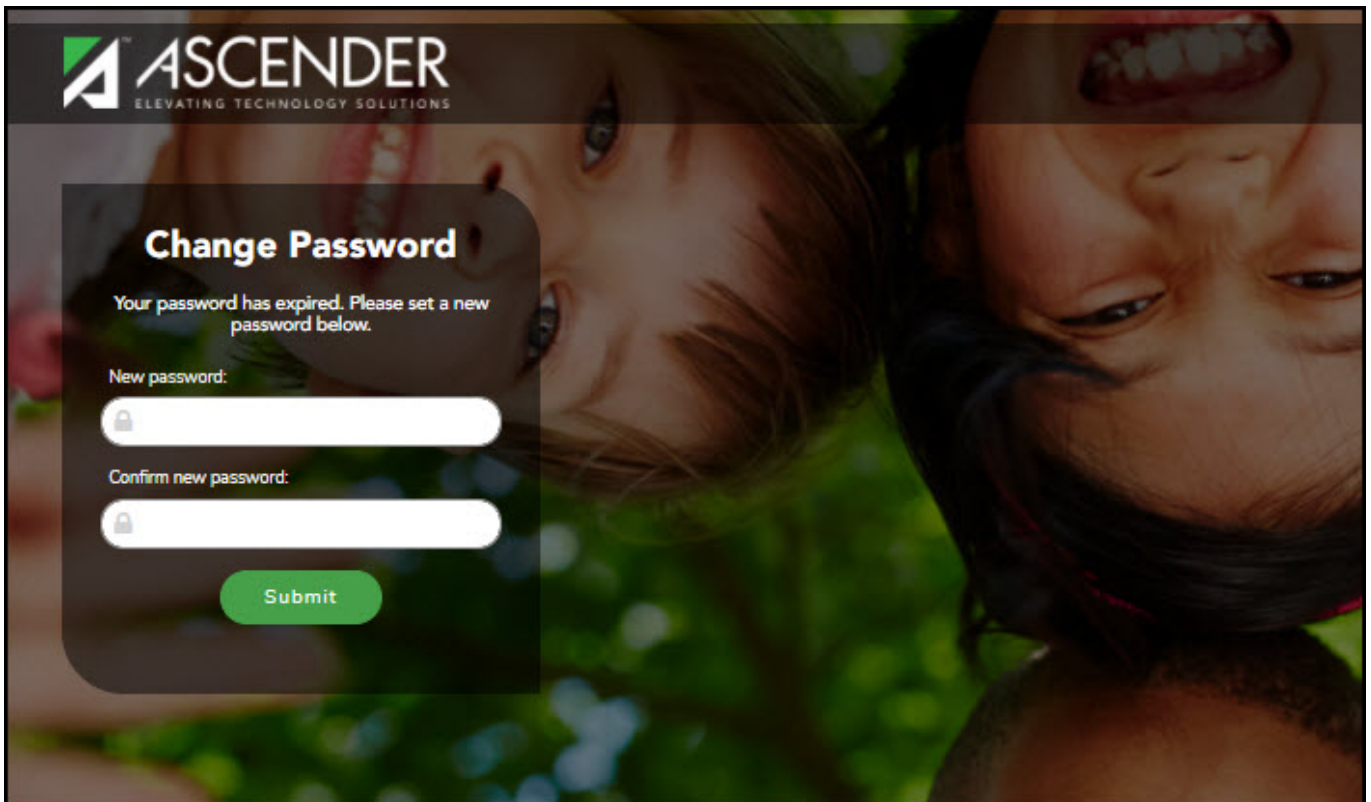 ASCENDER
ELEVATING TECHNOLOGY SOLUTIONS
Change Password
Your password has expired. Please set a new
password below.
New password:
Confirm new password:
Submit